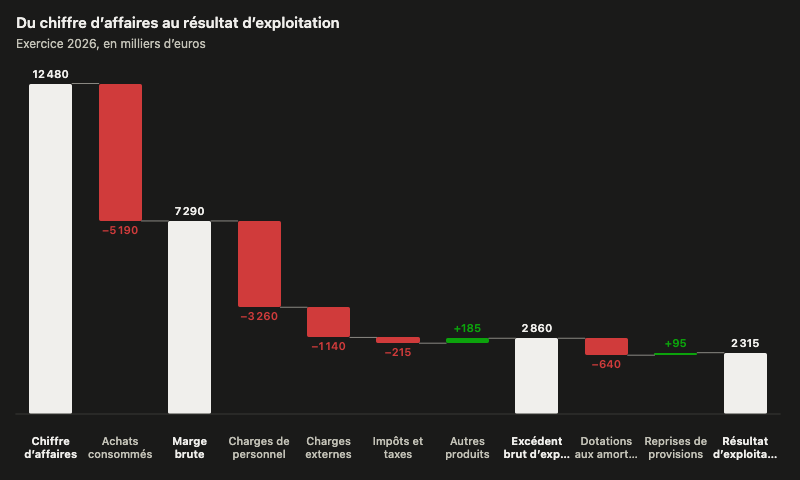 Du chiffre d’affaires au résultat d’exploitation
Exercice 2026, en milliers d’euros
12 480
−5 190
7 290
−3 260
−1 140
−215
+185
2 860
−640
+95
2 315
Chiffre
d’affaires
Achats
consommés
Marge
brute
Charges de
personnel
Charges
externes
Impôts et
taxes
Autres
produits
Excédent
brut d’exp…
Dotations
aux amort…
Reprises de
provisions
Résultat
d’exploita…